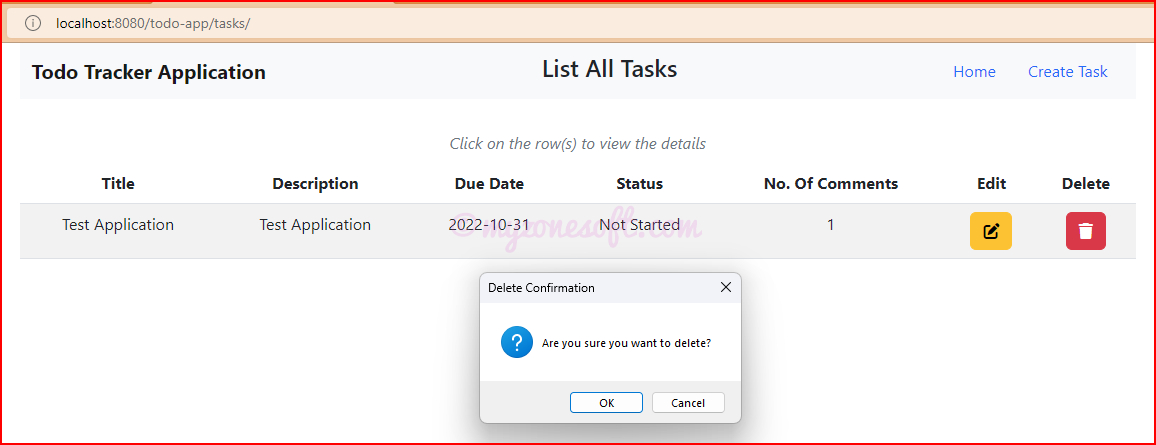 localhost:8080/todo-app/tasks/
Todo Tracker Application List All Tasks Home Create Task
Click on the row(s) to view the details
Title Description Due Date Status No. Of Comments Edit Delete
Test Application Test Application 2022-10-31 Not Started 1
©myzonesoft.com
Delete Confirmation
Are you sure you want to delete?
OK Cancel